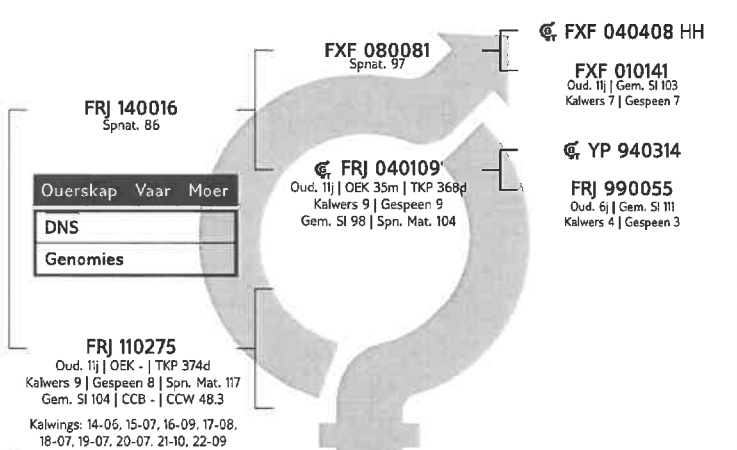 FRJ 140016
Spnat. 86
FXF 080081
Spnat. 97
FXF 040408 HH
FXF 010141
Oud. 11j | Gem. SI 103
Kalwers 7 | Gespeen 7
FRJ 040109
Oud. 11j | OEK 35m | TKP 368d
Kalwers 9 | Gespeen 9
Gem. SI 98 | Spn. Mat. 104
YP 940314
FRJ 990055
Oud. 6j | Gem. SI 111
Kalwers 4 | Gespeen 3
Ouerskap Vaar Moer
DNS
Genomies
FRJ 110275
Oud. 11j | OEK - | TKP 374d
Kalwers 9 | Gespeen 8 | Spn. Mat. 117
Gem. SI 104 | CCB - | CCW 48.3
Kalwings: 14-06, 15-07, 16-09, 17-08,
18-07, 19-07, 20-07, 21-10, 22-09